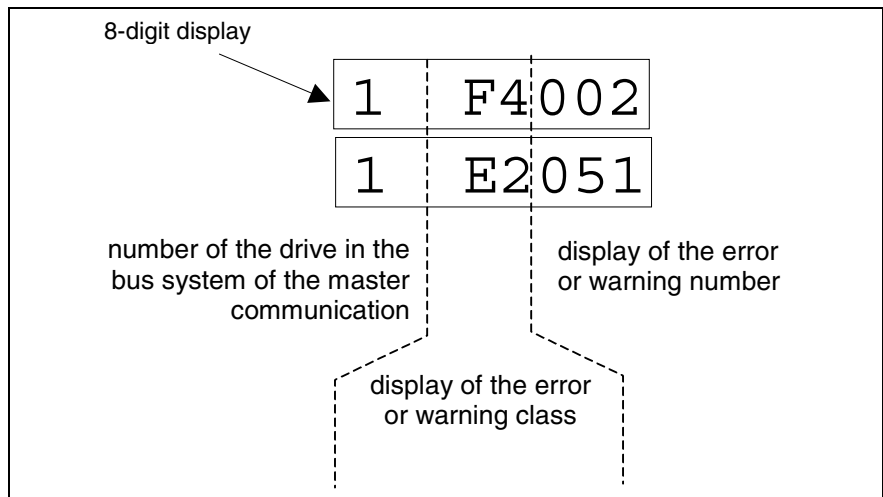 8-digit display
1 F4002
1 E2051
number of the drive in the
bus system of the master
communication
display of the error
or warning number
display of the error
or warning class